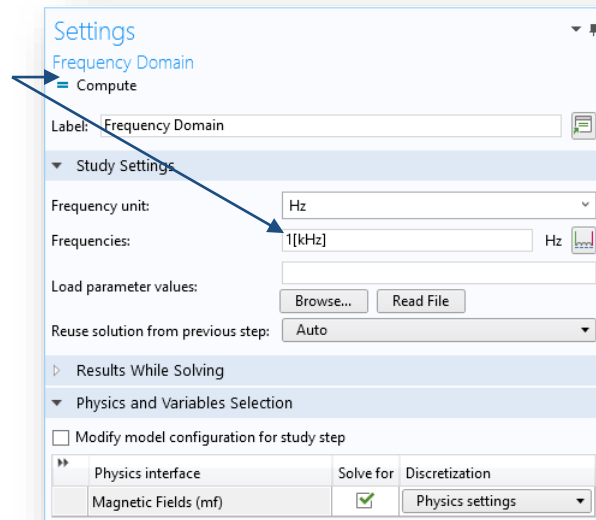 Settings
Frequency Domain
= Compute
Label: Frequency Domain
Study Settings
Frequency unit: Hz
Frequencies: 1[kHz] Hz
Load parameter values:
Browse... Read File
Reuse solution from previous step: Auto
Results While Solving
Physics and Variables Selection
Modify model configuration for study step
Physics interface Solve for Discretization
Magnetic Fields (mf) Physics settings